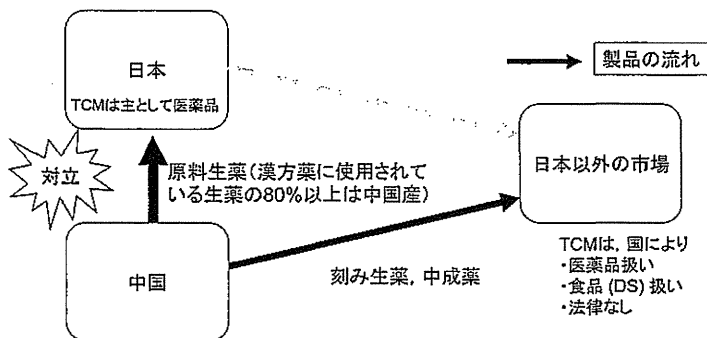 日本
TCMは主として医薬品
製品の流れ
対立
原料生薬(漢方薬に使用されて
いる生薬の80%以上は中国産)
日本以外の市場
中国
刻み生薬, 中成薬
TCMは, 国により
・医薬品扱い
・食品 (DS) 扱い
・法律なし